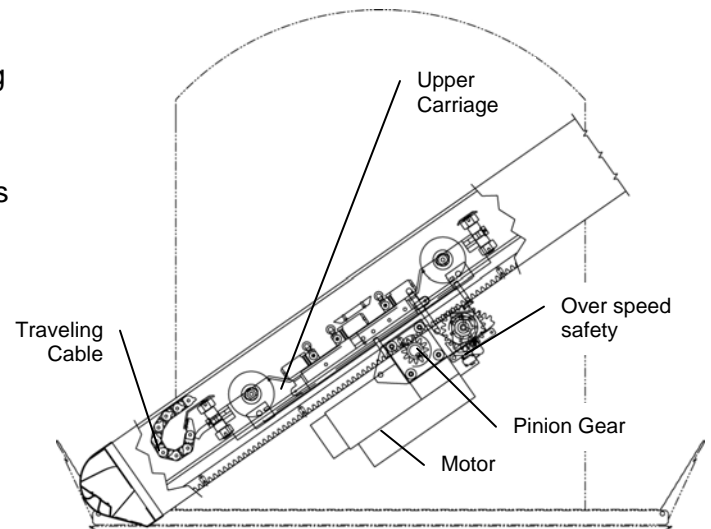 g
s
Upper
Carriage
Traveling
Cable
Over speed
safety
Pinion Gear
Motor